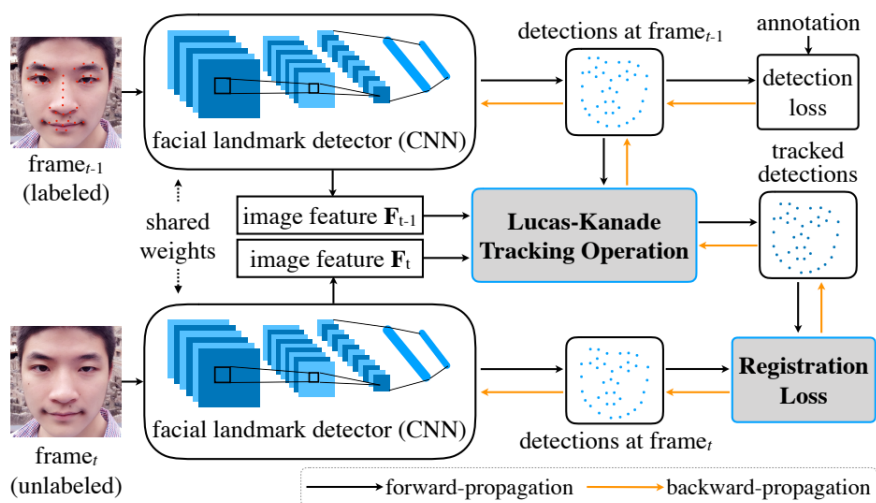 detections at frame_{t-1}
annotation
detection
loss
facial landmark detector (CNN)
frame_{t-1}
(labeled)
tracked
detections
shared
weights
image feature F_{t-1}
image feature F_t
Lucas-Kanade
Tracking Operation
Registration
Loss
facial landmark detector (CNN)
detections at frame_t
frame_t
(unlabeled)
forward-propagation
backward-propagation